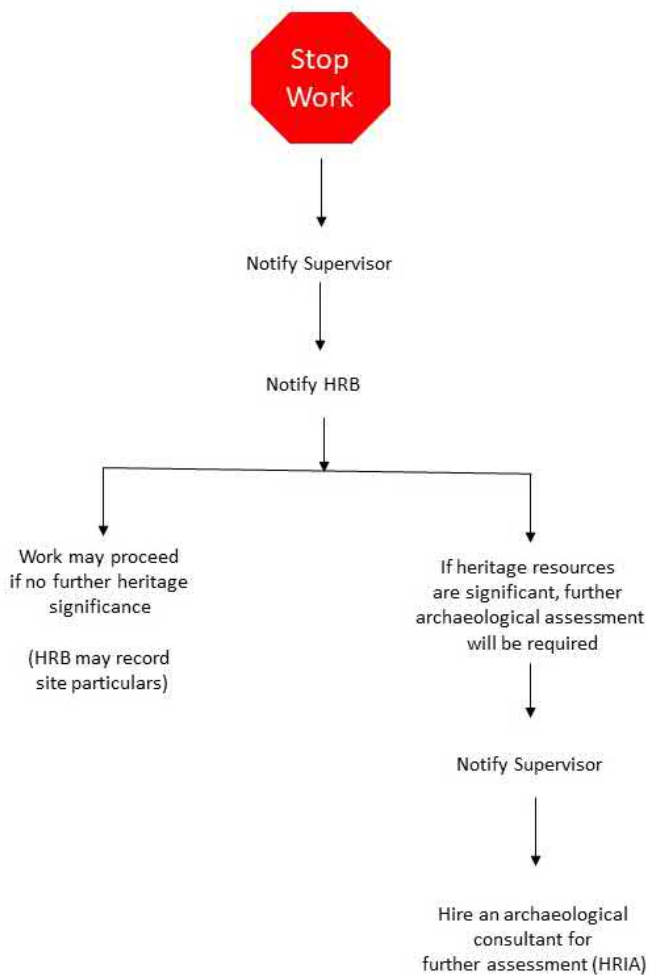 Stop
Work
Notify Supervisor
Notify HRB
Work may proceed
if no further heritage
significance
(HRB may record
site particulars)
If heritage resources
are significant, further
archaeological assessment
will be required
Notify Supervisor
Hire an archaeological
consultant for
further assessment (HRIA)